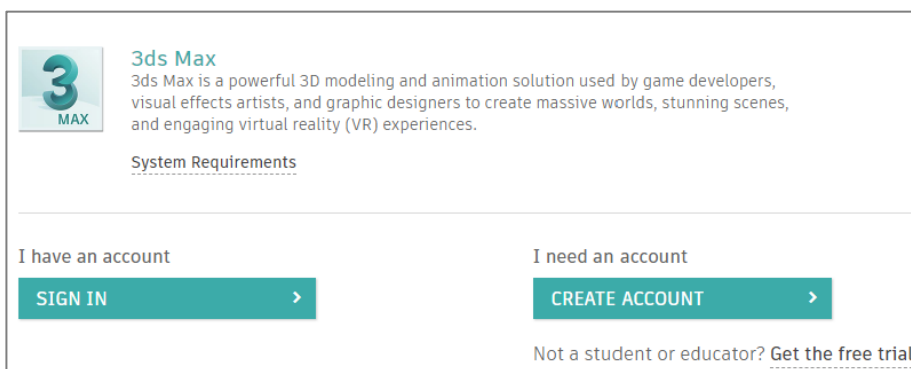 3ds Max
3
MAX
3ds Max is a powerful 3D modeling and animation solution used by game developers,
visual effects artists, and graphic designers to create massive worlds, stunning scenes,
and engaging virtual reality (VR) experiences.
System Requirements
I have an account
I need an account
SIGN IN
CREATE ACCOUNT
Not a student or educator? Get the free trial